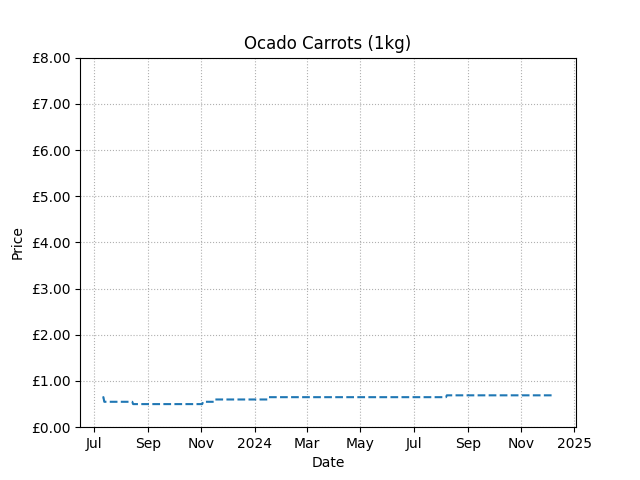 Ocado Carrots (1kg)
£8.00
£7.00
£6.00
£5.00
£4.00
£3.00
£2.00
£1.00
£0.00
Price
Jul Sep Nov 2024 Mar May Jul Sep Nov 2025
Date